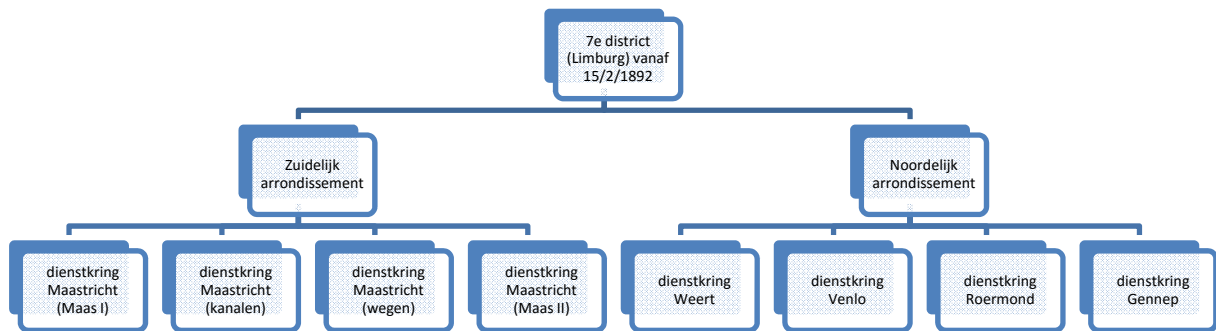 7e district
(Limburg) vanaf
15/2/1892
Zuidelijk
arrondissement
Noordelijk
arrondissement
dienstkring
Maastricht
(Maas I)
dienstkring
Maastricht
(kanalen)
dienstkring
Maastricht
(wegen)
dienstkring
Maastricht
(Maas II)
dienstkring
Weert
dienstkring
Venlo
dienstkring
Roermond
dienstkring
Gennep